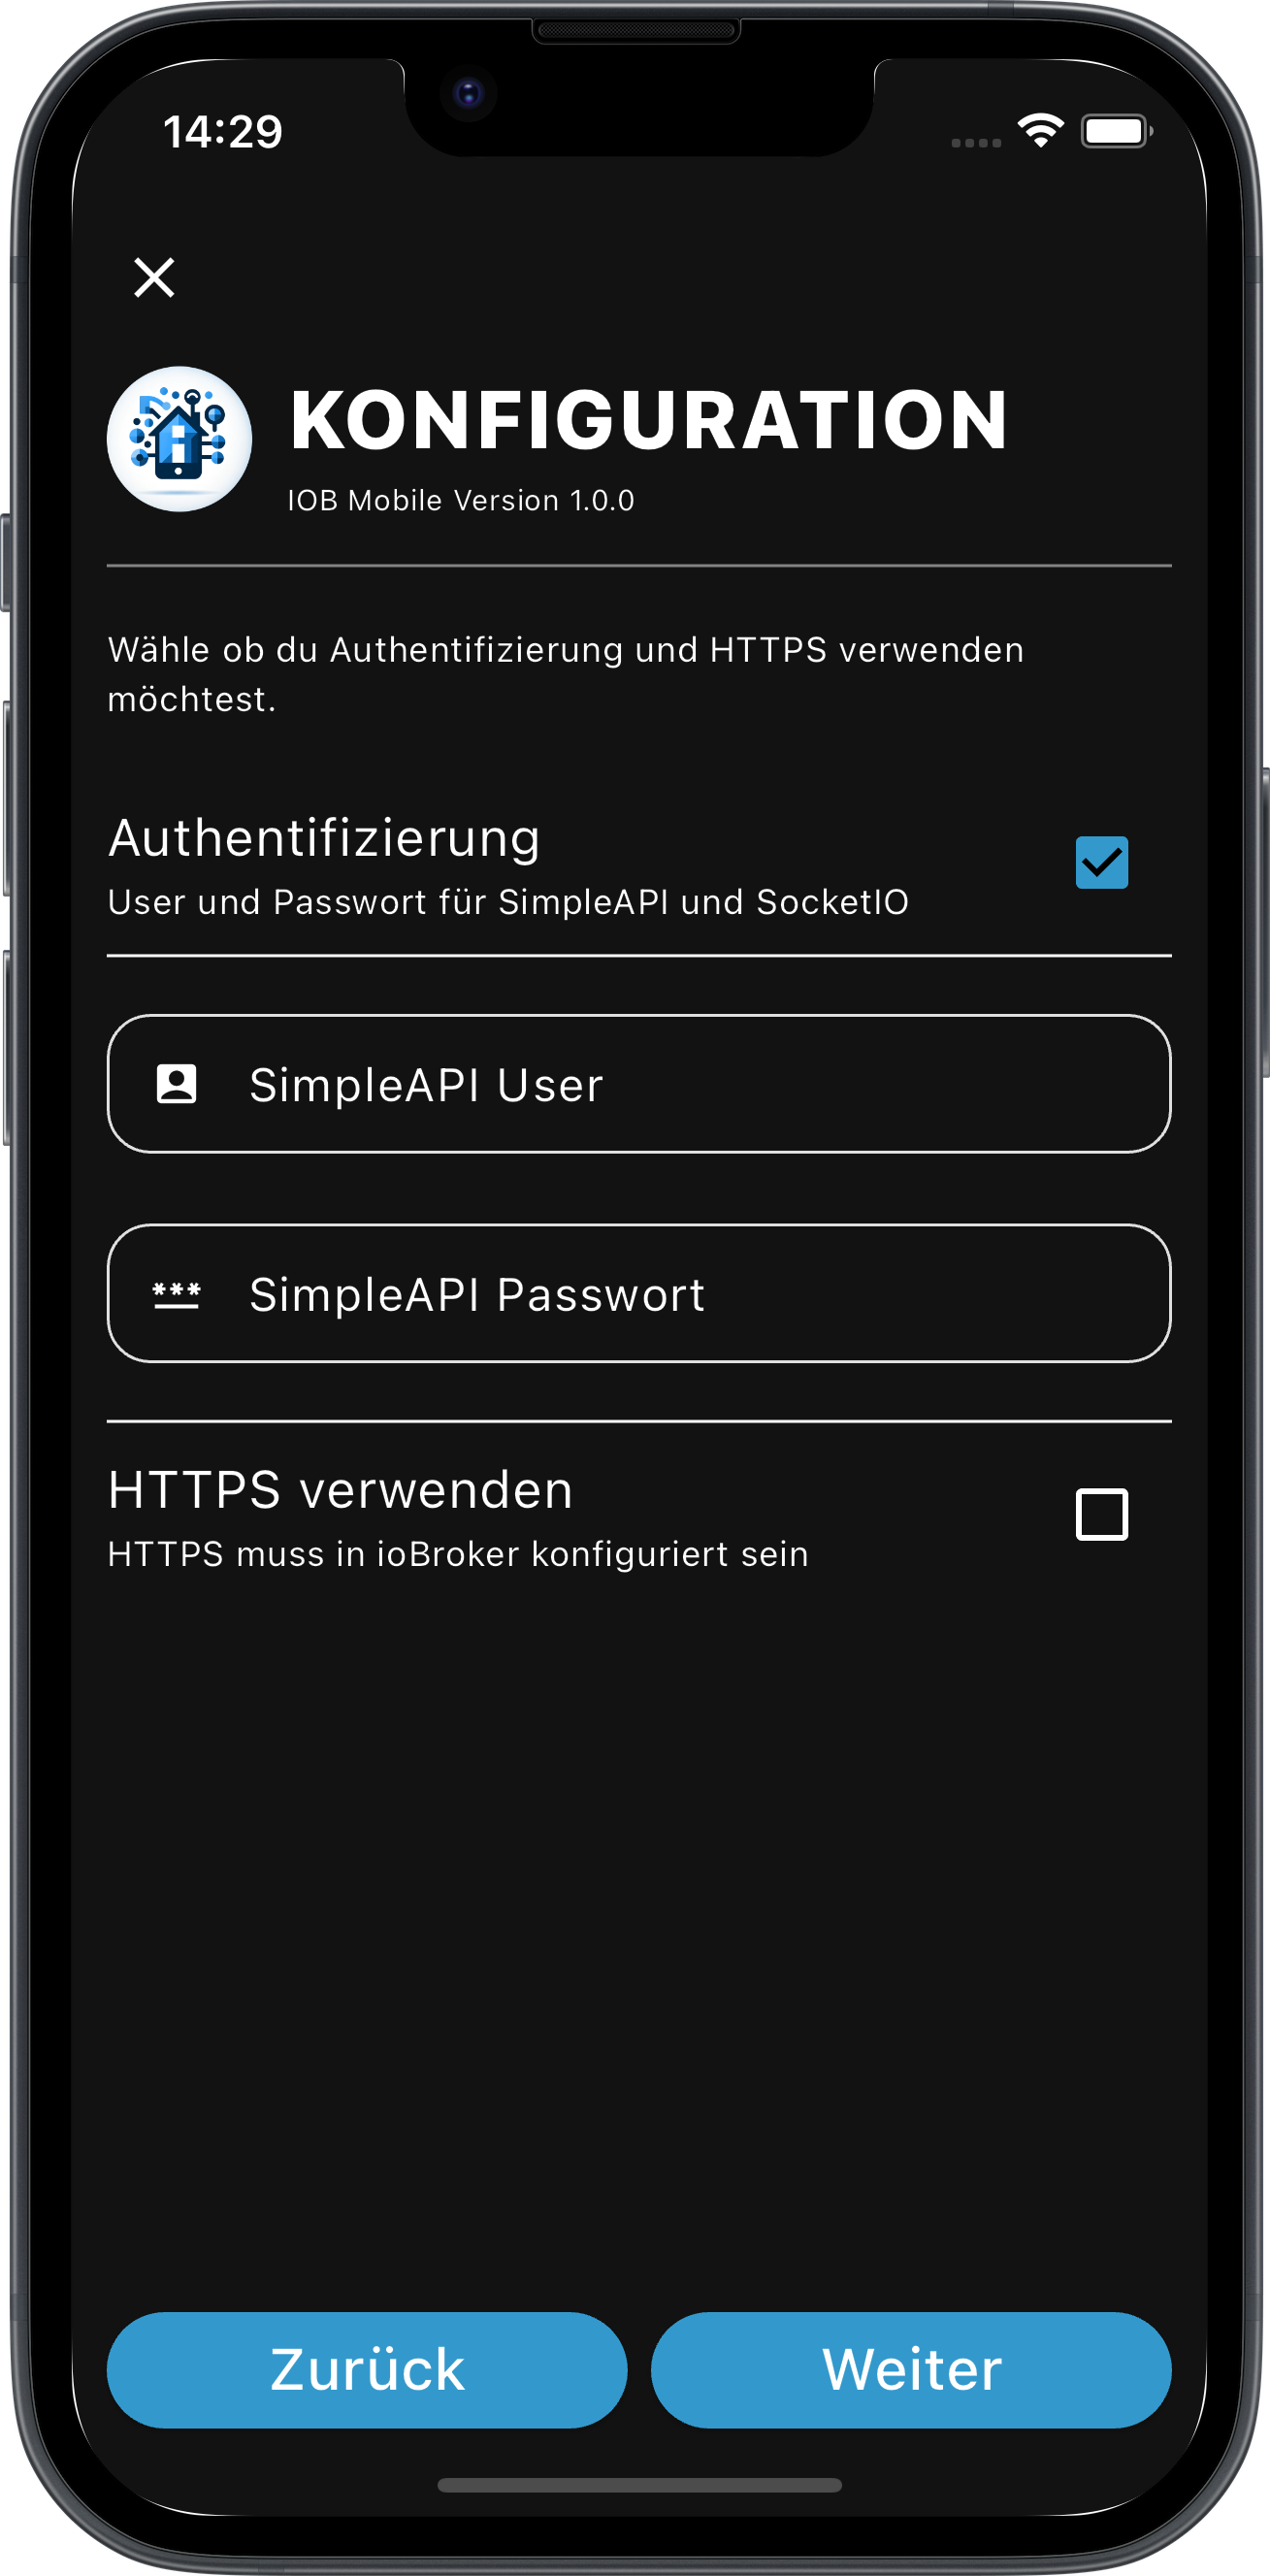 14:29
KONFIGURATION
IOB Mobile Version 1.0.0
Wähle ob du Authentifizierung und HTTPS verwenden
möchtest.
Authentifizierung
User und Passwort für SimpleAPI und SocketIO
SimpleAPI User
*** SimpleAPI Passwort
HTTPS verwenden
HTTPS muss in ioBroker konfiguriert sein
Zurück
Weiter